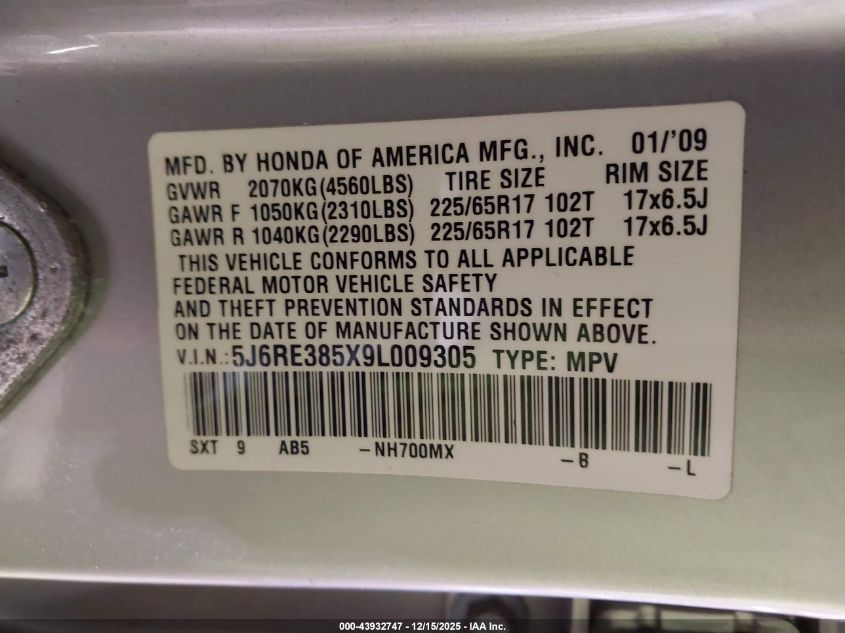 MFD. BY HONDA OF AMERICA MFG., INC. 01/'09
GVWR 2070KG(4560LBS) TIRE SIZE RIM SIZE
GAWR F 1050KG(2310LBS) 225/65R17 102T 17x6.5J
GAWR R 1040KG(2290LBS) 225/65R17 102T 17x6.5J
THIS VEHICLE CONFORMS TO ALL APPLICABLE
FEDERAL MOTOR VEHICLE SAFETY
AND THEFT PREVENTION STANDARDS IN EFFECT
ON THE DATE OF MANUFACTURE SHOWN ABOVE.
V.I.N.:5J6RE385X9L009305 TYPE: MPV
SXT 9 AB5 -NH700MX -B -L
000-43932747 - 12/15/2025 - IAA Inc.